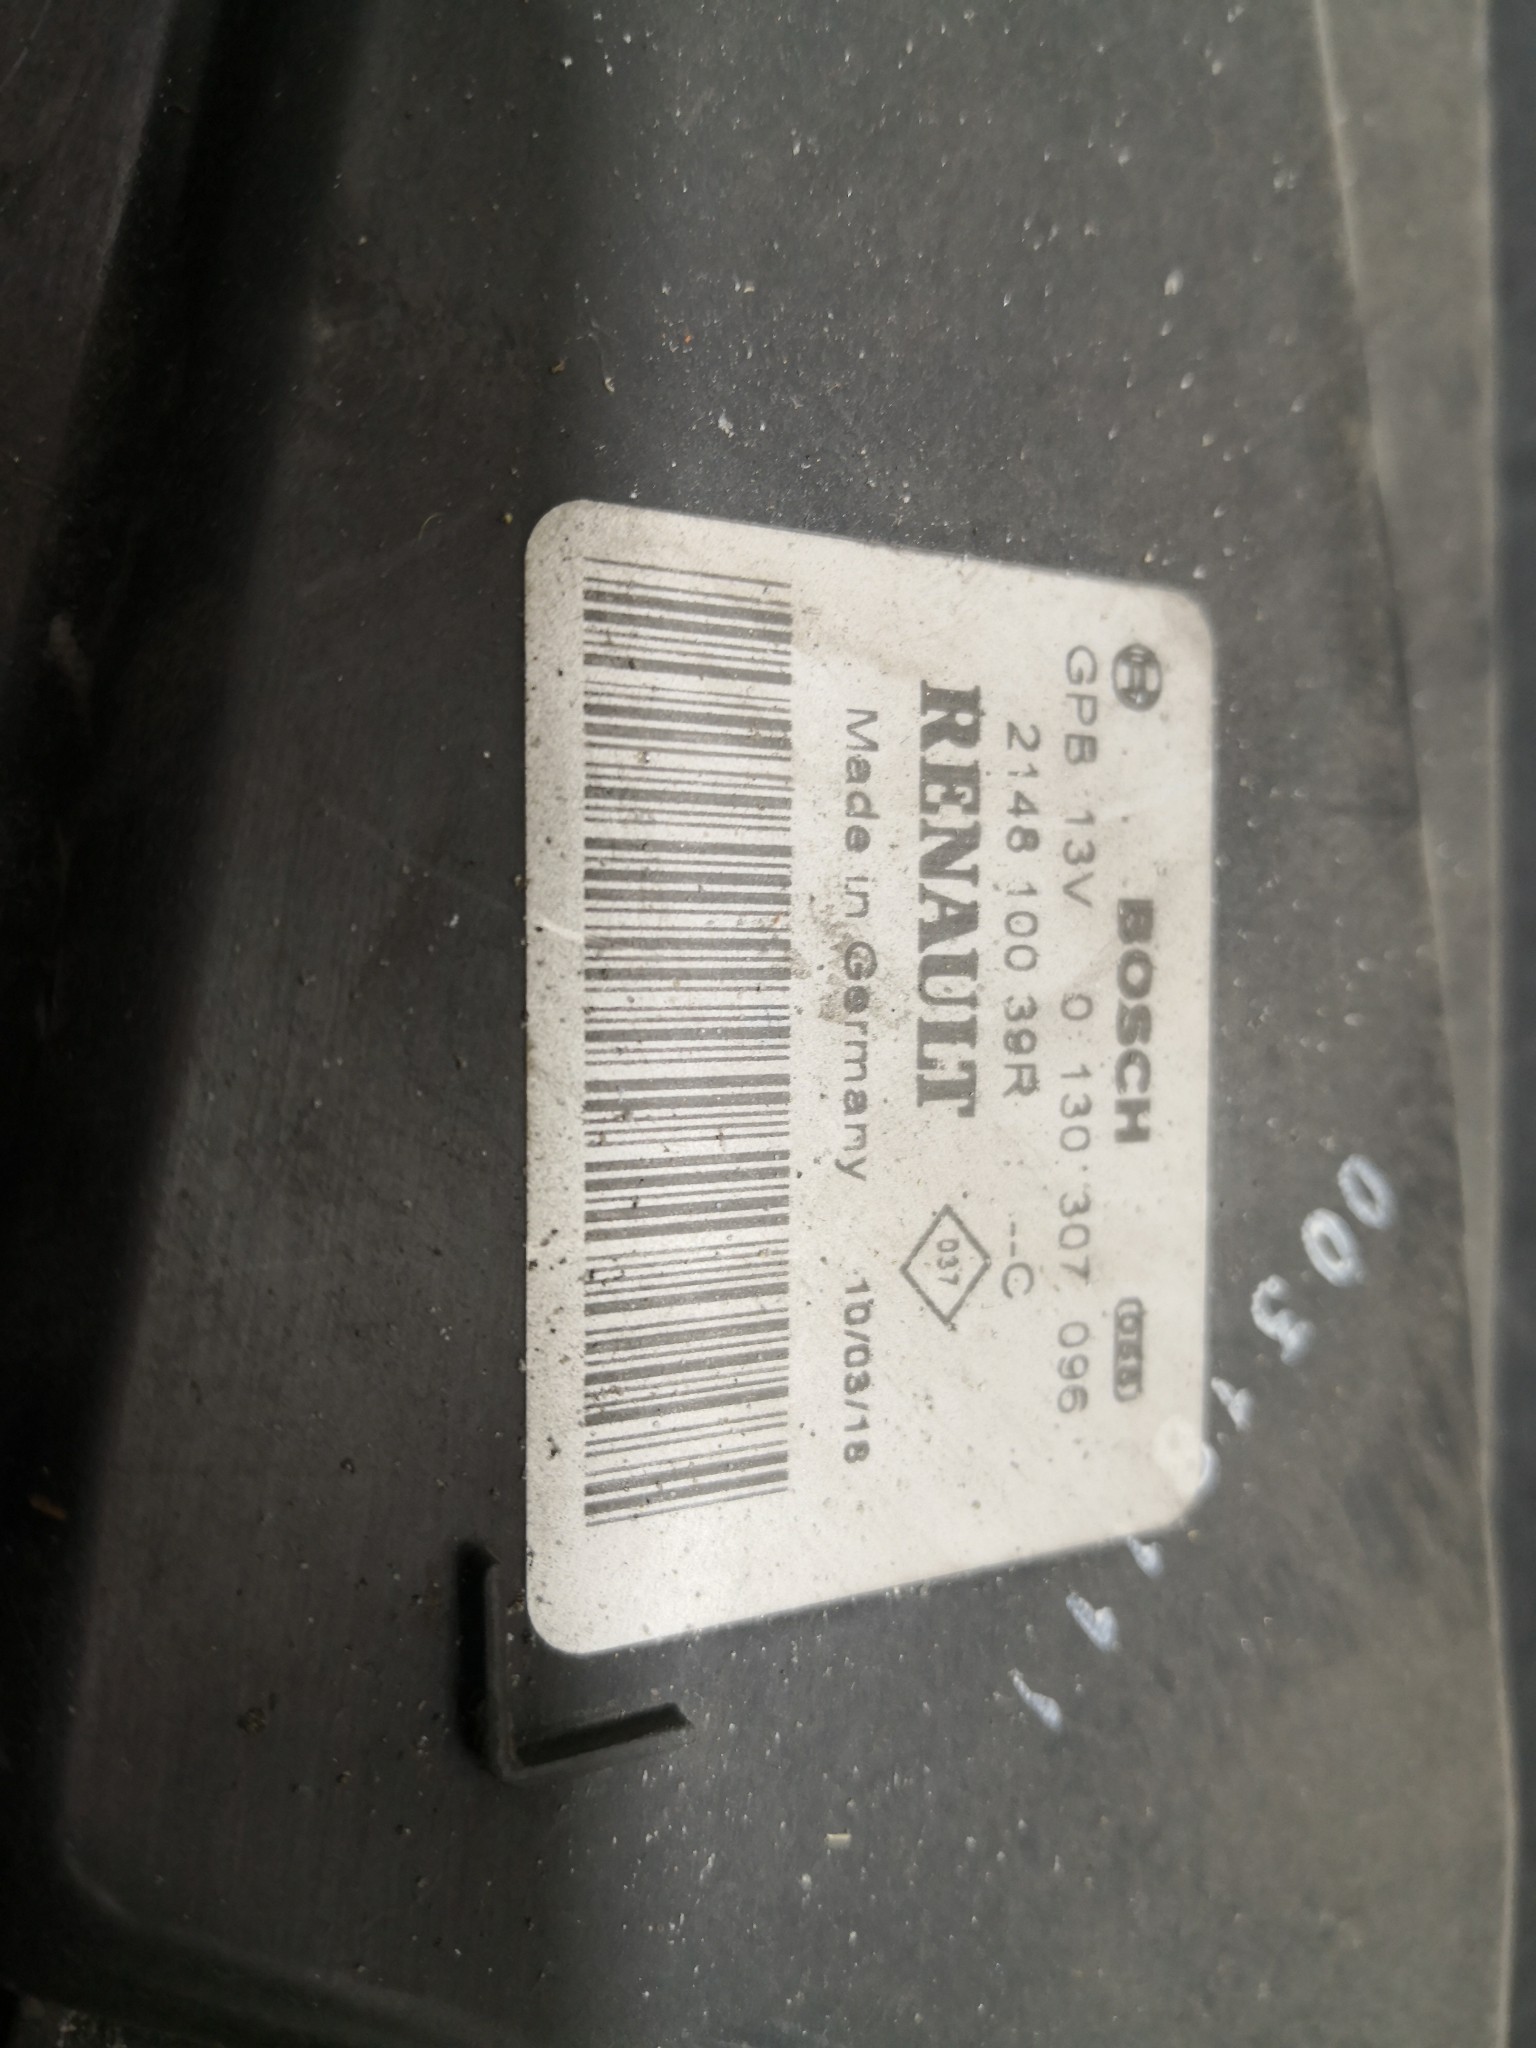 BOSCH
GPB 13V 0 130 307 096
2148 100 39R --C
RENAULT 037
Made in Germany 10/03/18